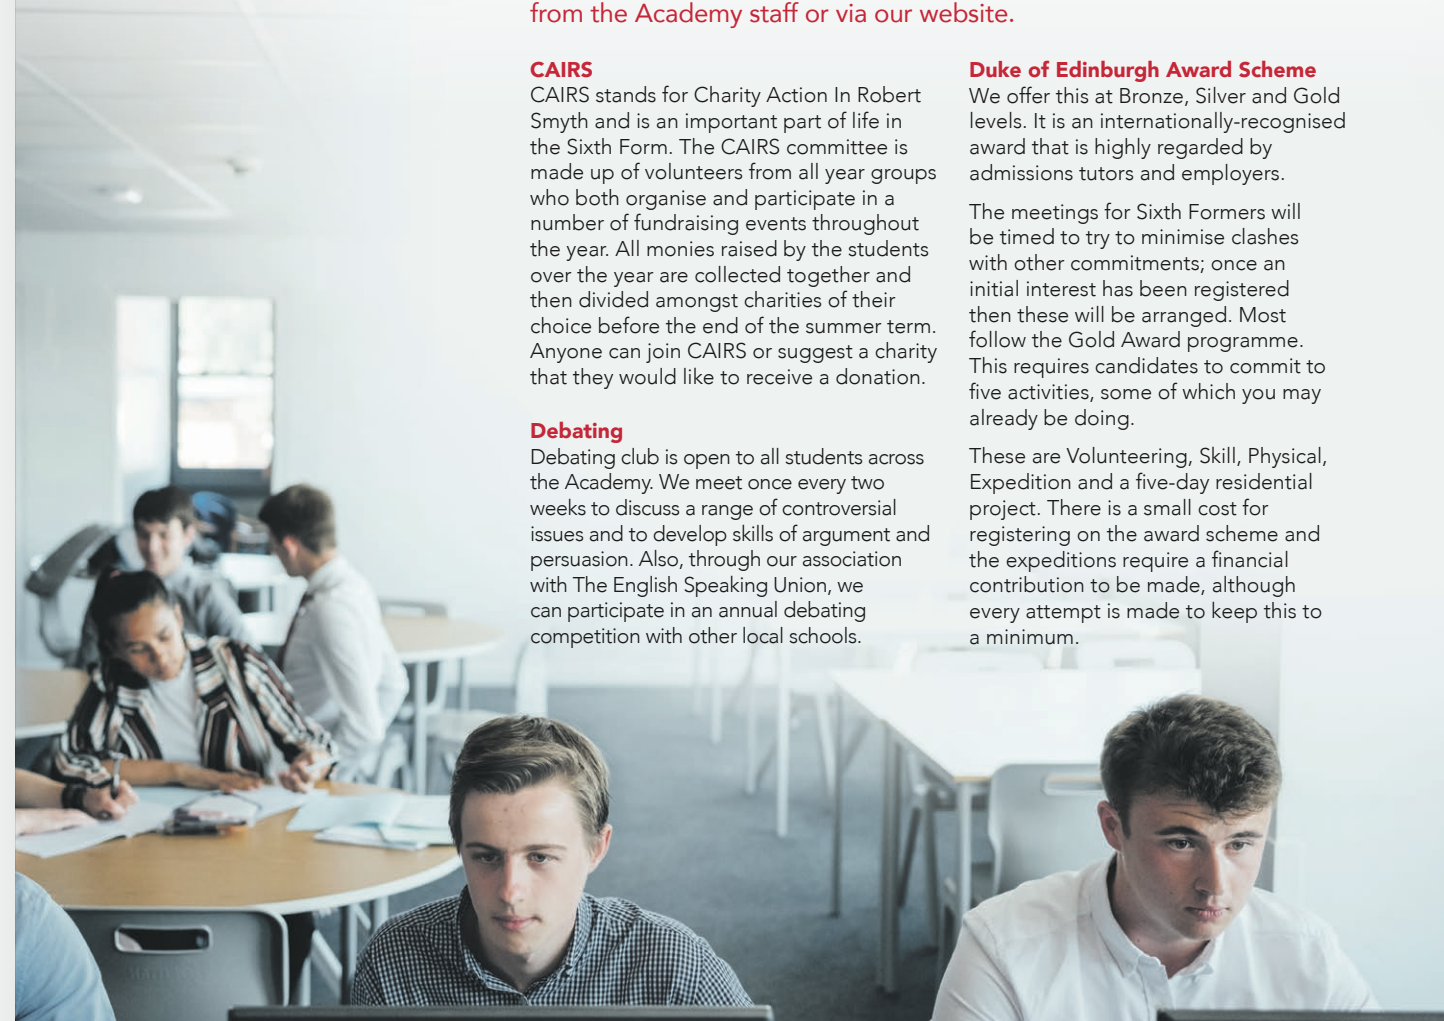 from the Academy staff or via our website.
CAIRS
CAIRS stands for Charity Action In Robert
Smyth and is an important part of life in
the Sixth Form. The CAIRS committee is
made up of volunteers from all year groups
who both organise and participate in a
number of fundraising events throughout
the year. All monies raised by the students
over the year are collected together and
then divided amongst charities of their
choice before the end of the summer term.
Anyone can join CAIRS or suggest a charity
that they would like to receive a donation.
Debating
Debating club is open to all students across
the Academy. We meet once every two
weeks to discuss a range of controversial
issues and to develop skills of argument and
persuasion. Also, through our association
with The English Speaking Union, we
can participate in an annual debating
competition with other local schools.
Duke of Edinburgh Award Scheme
We offer this at Bronze, Silver and Gold
levels. It is an internationally-recognised
award that is highly regarded by
admissions tutors and employers.
The meetings for Sixth Formers will
be timed to try to minimise clashes
with other commitments; once an
initial interest has been registered
then these will be arranged. Most
follow the Gold Award programme.
This requires candidates to commit to
five activities, some of which you may
already be doing.
These are Volunteering, Skill, Physical,
Expedition and a five-day residential
project. There is a small cost for
registering on the award scheme and
the expeditions require a financial
contribution to be made, although
every attempt is made to keep this to
a minimum.